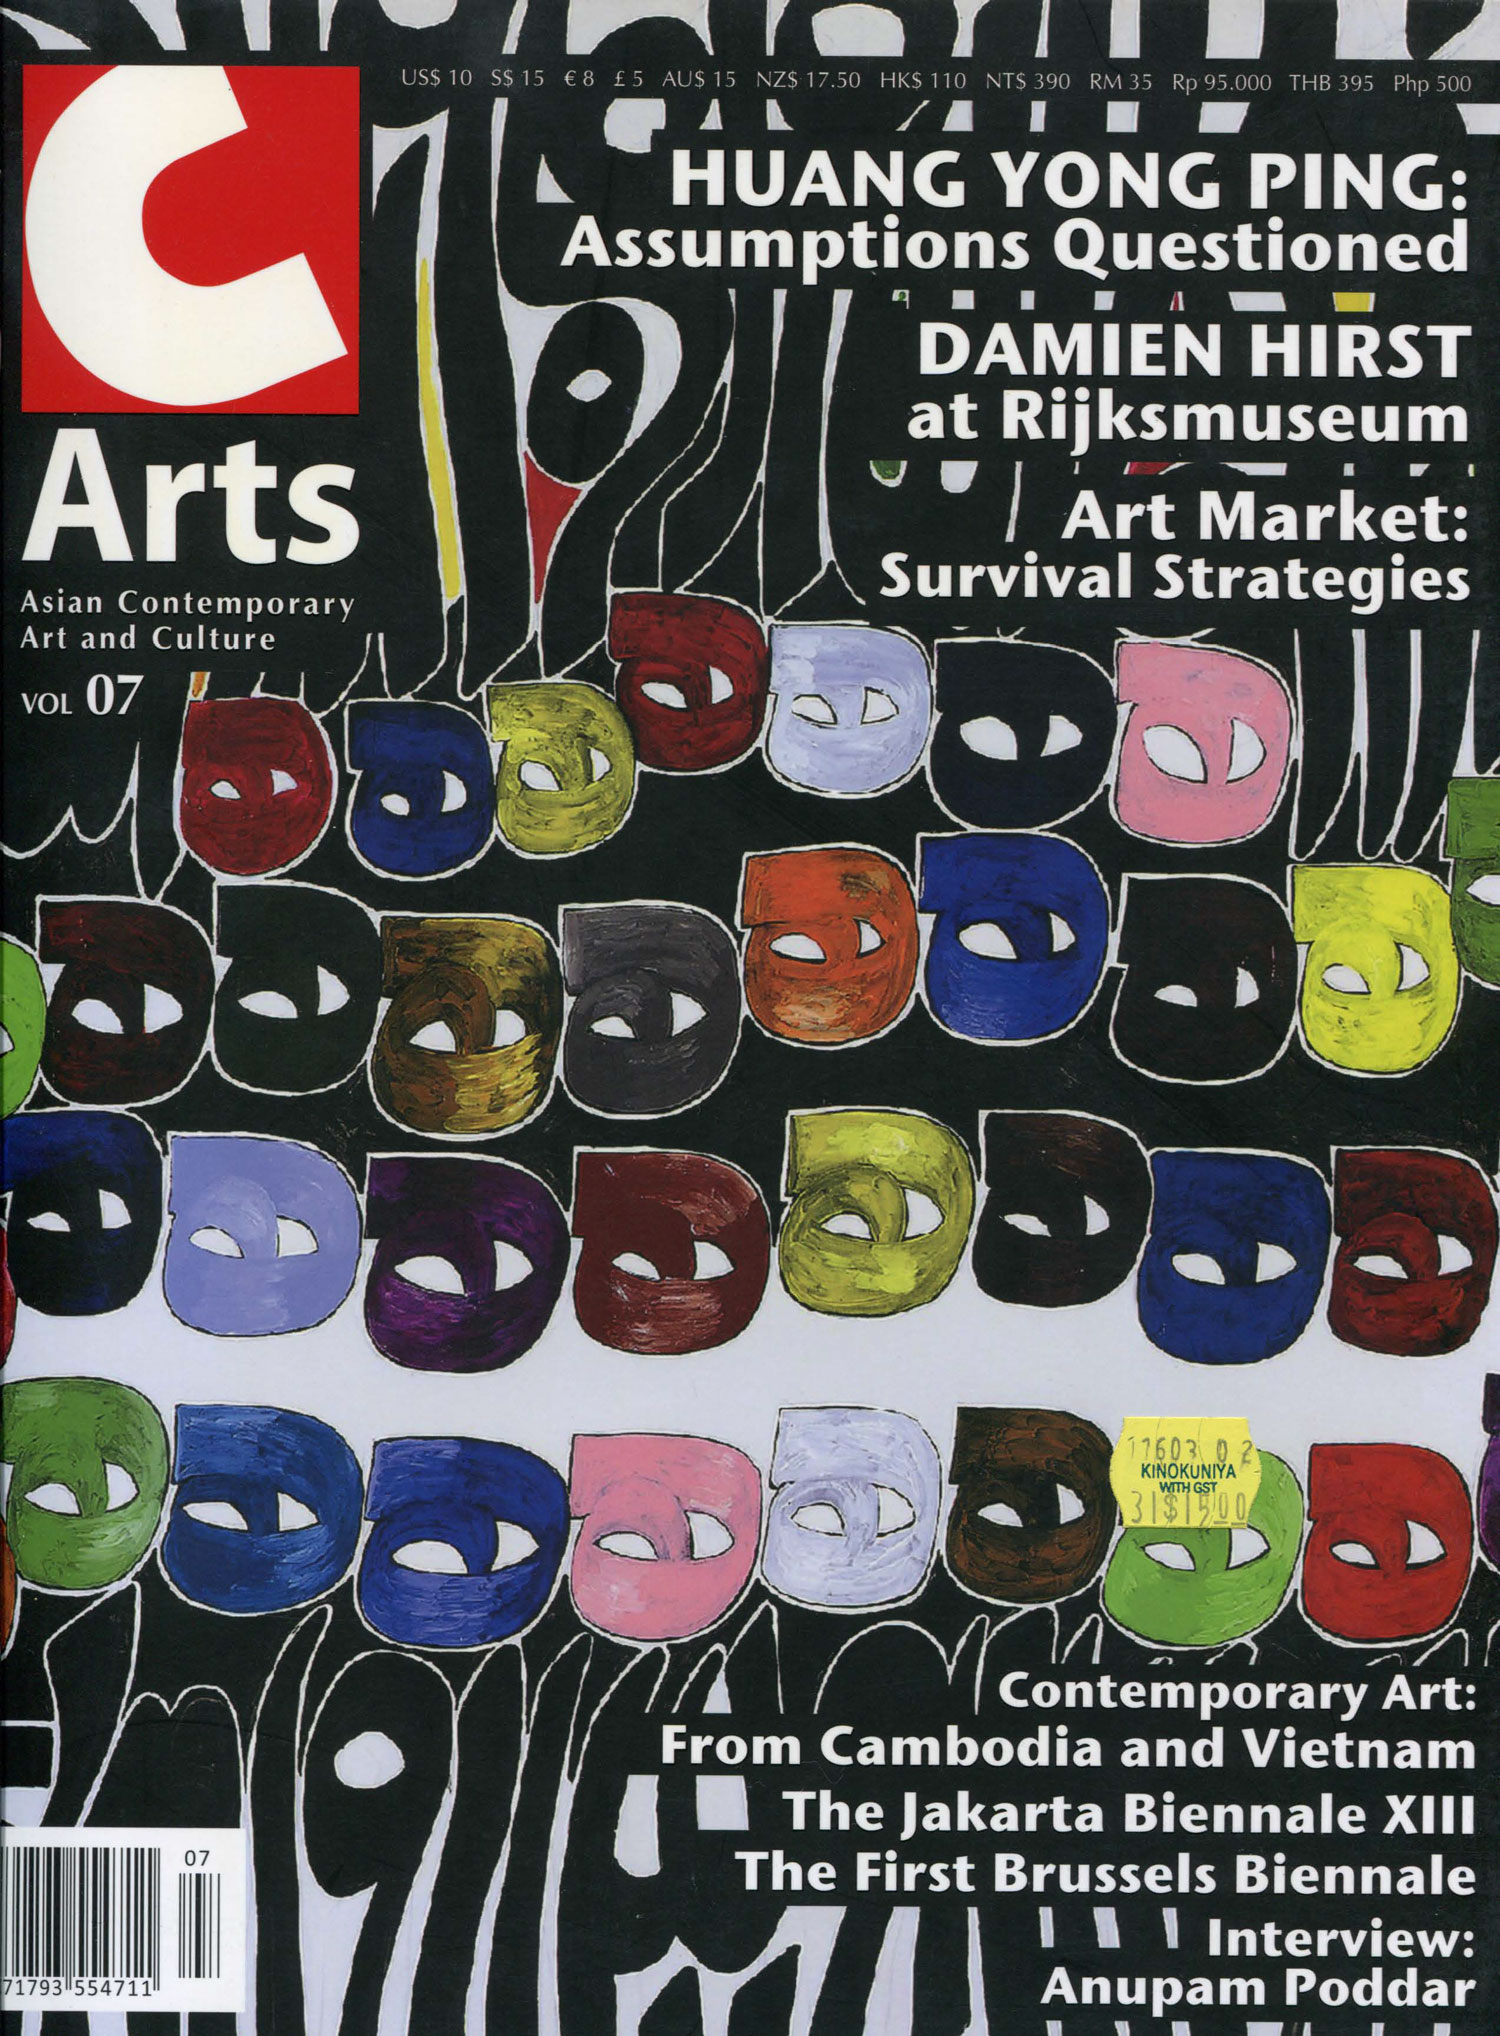 US$ 10 S$ 15 € 8 £ 5 AU$ 15 NZ$ 17.50 HK$ 110 NT$ 390 RM 35 Rp 95.000 THB 395 Php 500
C
Arts
Asian Contemporary
Art and Culture
VOL 07
HUANG YONG PING:
Assumptions Questioned
DAMIEN HIRST
at Rijksmuseum
Art Market:
Survival Strategies
KINOKUNIYA
WITH GST
Contemporary Art:
From Cambodia and Vietnam
The Jakarta Biennale XIII
The First Brussels Biennale
Interview:
Anupam Poddar
07
71793 554711